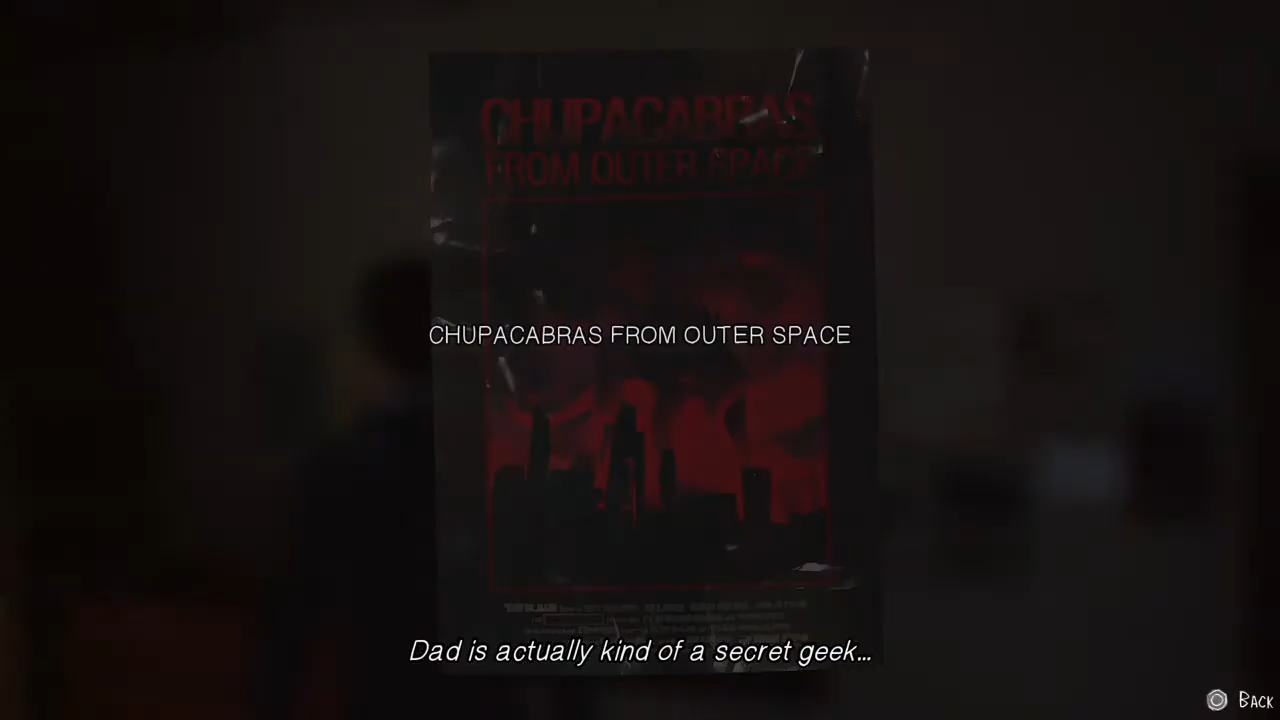 CHUPACABRAS
FROM OUTER SPACE
CHUPACABRAS FROM OUTER SPACE
Dad is actually kind of a secret geek...
BACK